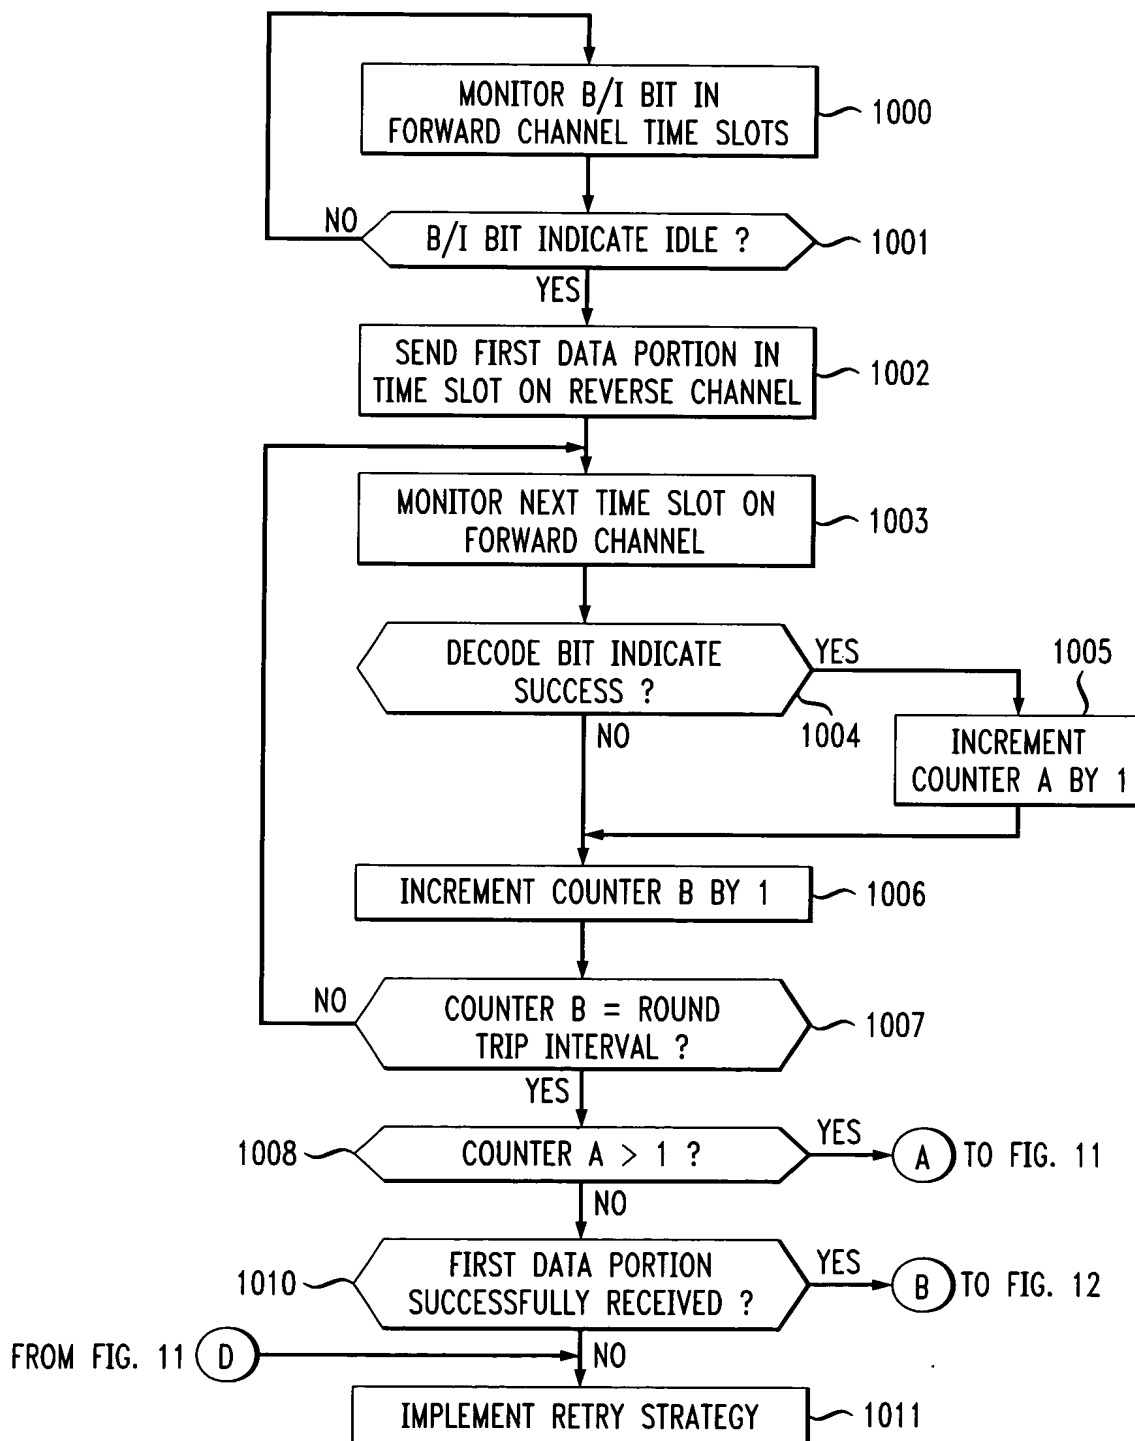 MONITOR B/I BIT IN
FORWARD CHANNEL TIME SLOTS
1000
NO
B/I BIT INDICATE IDLE ?
1001
YES
SEND FIRST DATA PORTION IN
TIME SLOT ON REVERSE CHANNEL
1002
MONITOR NEXT TIME SLOT ON
FORWARD CHANNEL
1003
DECODE BIT INDICATE
SUCCESS ?
YES
1004
NO
1005
INCREMENT
COUNTER A BY 1
INCREMENT COUNTER B BY 1
1006
NO
COUNTER B = ROUND
TRIP INTERVAL ?
1007
YES
1008
COUNTER A > 1 ?
YES
A
TO FIG. 11
NO
1010
FIRST DATA PORTION
SUCCESSFULLY RECEIVED ?
YES
B
TO FIG. 12
FROM FIG. 11
D
NO
IMPLEMENT RETRY STRATEGY
1011